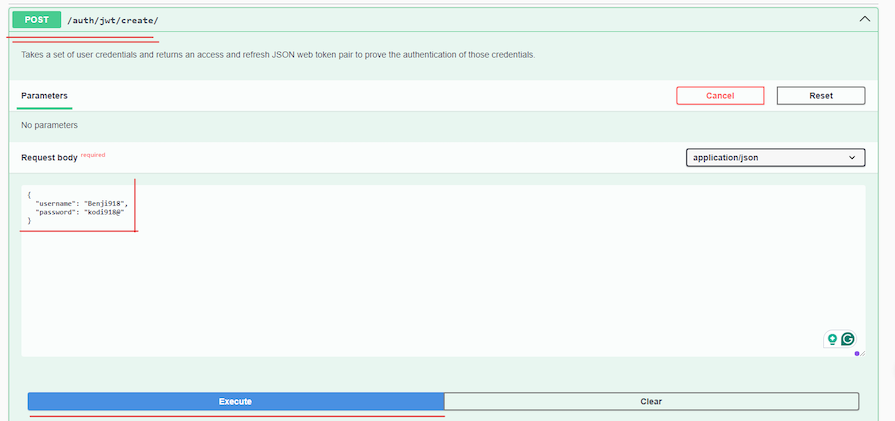 POST /auth/jwt/create/
Takes a set of user credentials and returns an access and refresh JSON web token pair to prove the authentication of those credentials.
Parameters
Cancel
Reset
No parameters
Request body required
application/json
{
"username": "Benji918",
"password": "kodi918@"
}
Execute
Clear